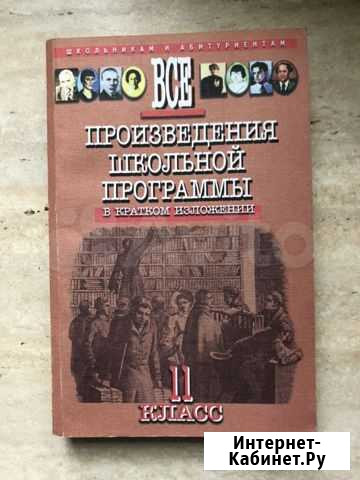 ШКОЛЬНИКАМ И АБИТУРИЕНТАМ
ВСЕ
ПРОИЗВЕДЕНИЯ
ШКОЛЬНОЙ
ПРОГРАММЫ
В КРАТКОМ ИЗЛОЖЕНИИ
11
КЛАСС
Интернет-
Кабинет.Ру